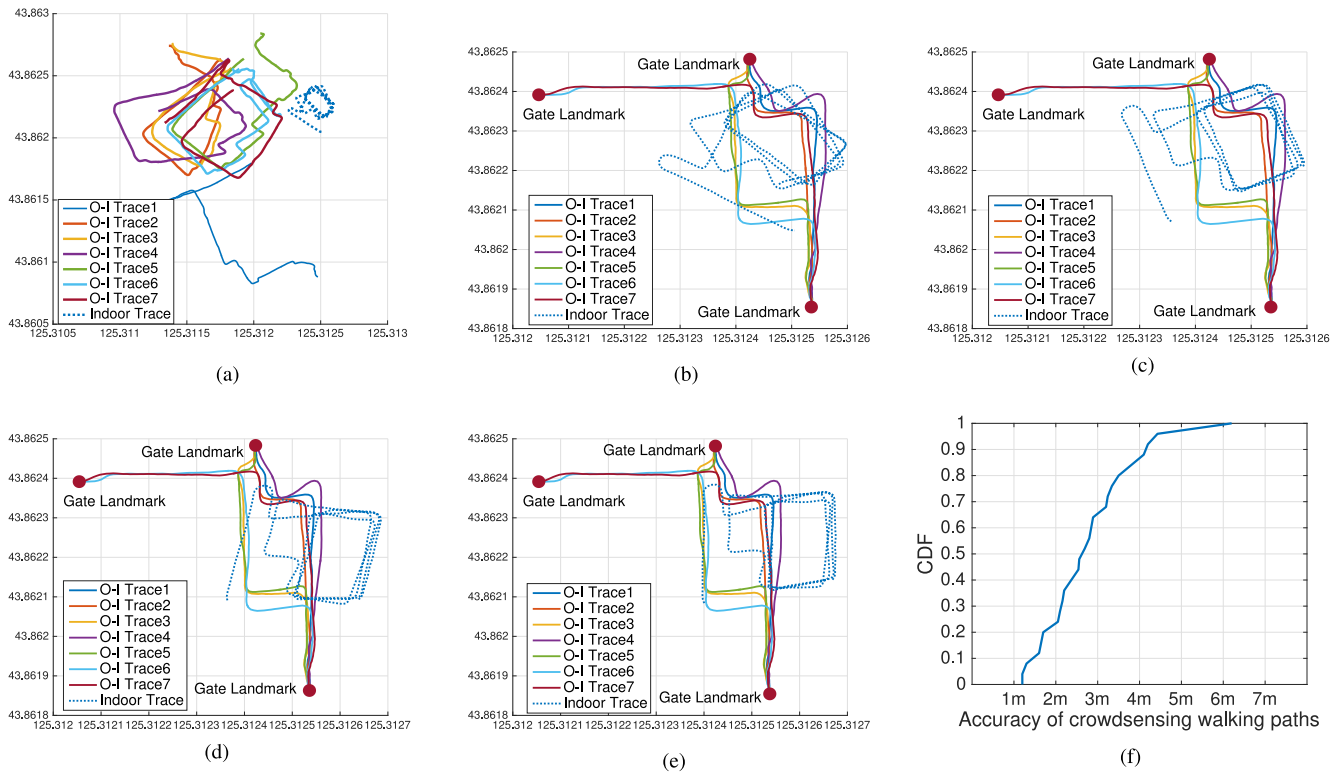 43.863
43.8625
43.862
43.8615
43.861
43.8605
125.3105
125.311
125.3115
125.312
125.3125
125.313
O-I Trace1
O-I Trace2
O-I Trace3
O-I Trace4
O-I Trace5
O-I Trace6
O-I Trace7
Indoor Trace
(a)
43.8625
43.8624
43.8623
43.8622
43.8621
43.862
43.8619
43.8618
125.312
125.3121
125.3122
125.3123
125.3124
125.3125
125.3126
Gate Landmark
Gate Landmark
Gate Landmark
O-I Trace1
O-I Trace2
O-I Trace3
O-I Trace4
O-I Trace5
O-I Trace6
O-I Trace7
Indoor Trace
(b)
43.8625
43.8624
43.8623
43.8622
43.8621
43.862
43.8619
43.8618
125.312
125.3121
125.3122
125.3123
125.3124
125.3125
125.3126
Gate Landmark
Gate Landmark
Gate Landmark
O-I Trace1
O-I Trace2
O-I Trace3
O-I Trace4
O-I Trace5
O-I Trace6
O-I Trace7
Indoor Trace
(c)
43.8625
43.8624
43.8623
43.8622
43.8621
43.862
43.8619
43.8618
125.312
125.3121
125.3122
125.3123
125.3124
125.3125
125.3126
125.3127
Gate Landmark
Gate Landmark
Gate Landmark
O-I Trace1
O-I Trace2
O-I Trace3
O-I Trace4
O-I Trace5
O-I Trace6
O-I Trace7
Indoor Trace
(d)
43.8625
43.8624
43.8623
43.8622
43.8621
43.862
43.8619
43.8618
125.312
125.3121
125.3122
125.3123
125.3124
125.3125
125.3126
125.3127
Gate Landmark
Gate Landmark
Gate Landmark
O-I Trace1
O-I Trace2
O-I Trace3
O-I Trace4
O-I Trace5
O-I Trace6
O-I Trace7
Indoor Trace
(e)
1
0.9
0.8
0.7
0.6
0.5
0.4
0.3
0.2
0.1
0
CDF
1m
2m
3m
4m
5m
6m
7m
Accuracy of crowdsensing walking paths
(f)